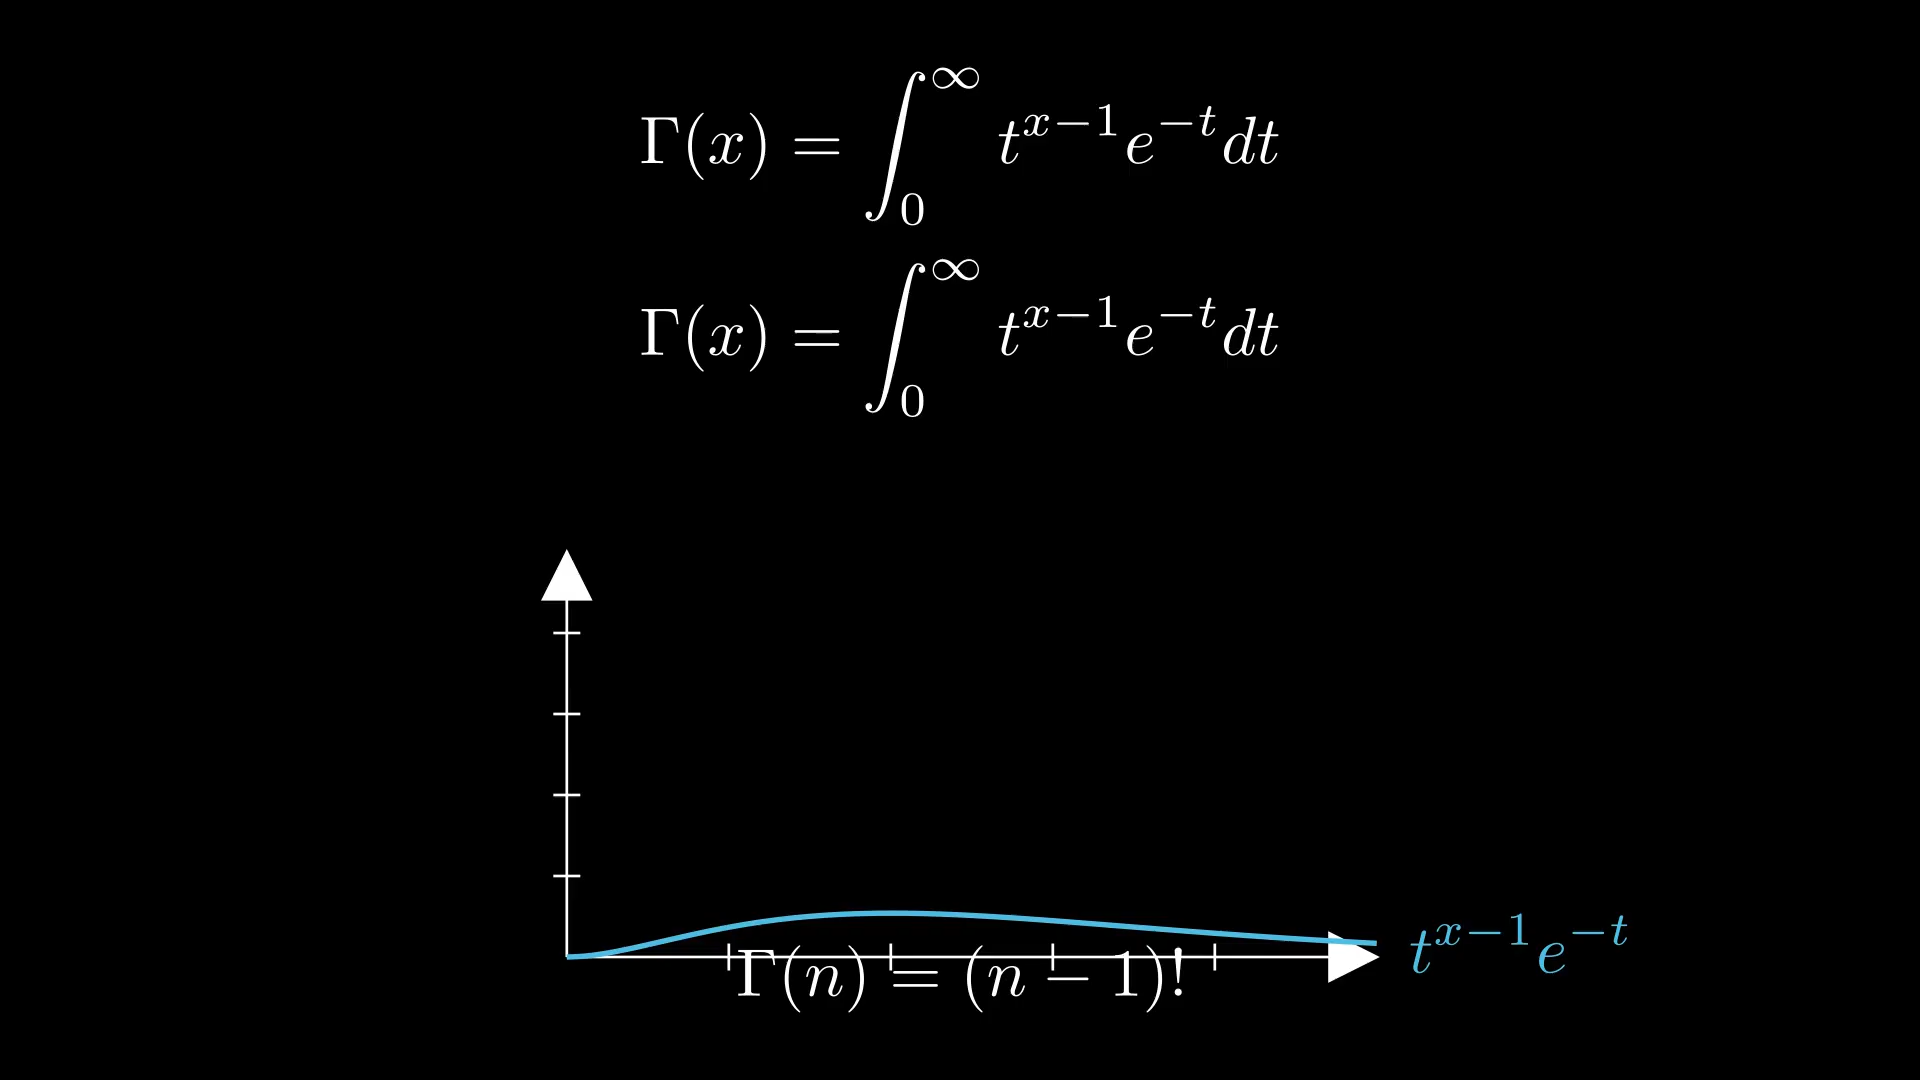 Γ(x) = ∫₀^∞ t^{x−1}e^{−t}dt
Γ(x) = ∫₀^∞ t^{x−1}e^{−t}dt
t^{x−1}e^{−t}
Γ(n) = (n − 1)!